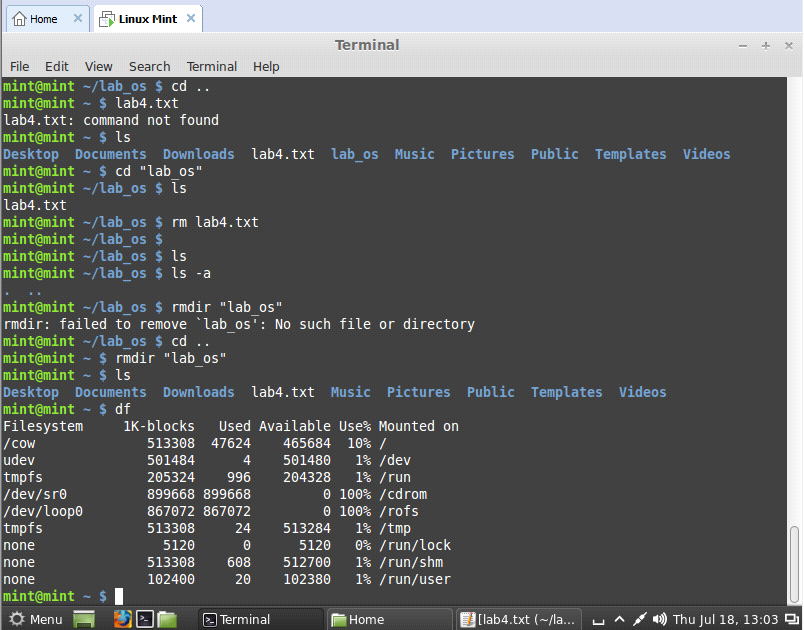 Home
Linux Mint
Terminal
File Edit View Search Terminal Help
mint@mint ~/lab_os $ cd ..
mint@mint ~ $ lab4.txt
lab4.txt: command not found
mint@mint ~ $ ls
Desktop  Documents  Downloads  lab4.txt  lab_os  Music  Pictures  Public  Templates  Videos
mint@mint ~ $ cd "lab_os"
mint@mint ~/lab_os $ ls
lab4.txt
mint@mint ~/lab_os $ rm lab4.txt
mint@mint ~/lab_os $
mint@mint ~/lab_os $ ls
mint@mint ~/lab_os $ ls -a
.  ..
mint@mint ~/lab_os $ rmdir "lab_os"
rmdir: failed to remove `lab_os': No such file or directory
mint@mint ~/lab_os $ cd ..
mint@mint ~ $ rmdir "lab_os"
mint@mint ~ $ ls
Desktop  Documents  Downloads  lab4.txt  Music  Pictures  Public  Templates  Videos
mint@mint ~ $ df
Filesystem     1K-blocks   Used Available Use% Mounted on
/cow              513308  47624    465684  10% /
udev              501484      4    501480   1% /dev
tmpfs             205324    996    204328   1% /run
/dev/sr0          899668 899668         0 100% /cdrom
/dev/loop0        867072 867072         0 100% /rofs
tmpfs             513308     24    513284   1% /tmp
none                5120      0      5120   0% /run/lock
none              513308    608    512700   1% /run/shm
none              102400     20    102380   1% /run/user
mint@mint ~ $
Menu Terminal Home [lab4.txt (~/la... Thu Jul 18, 13:03